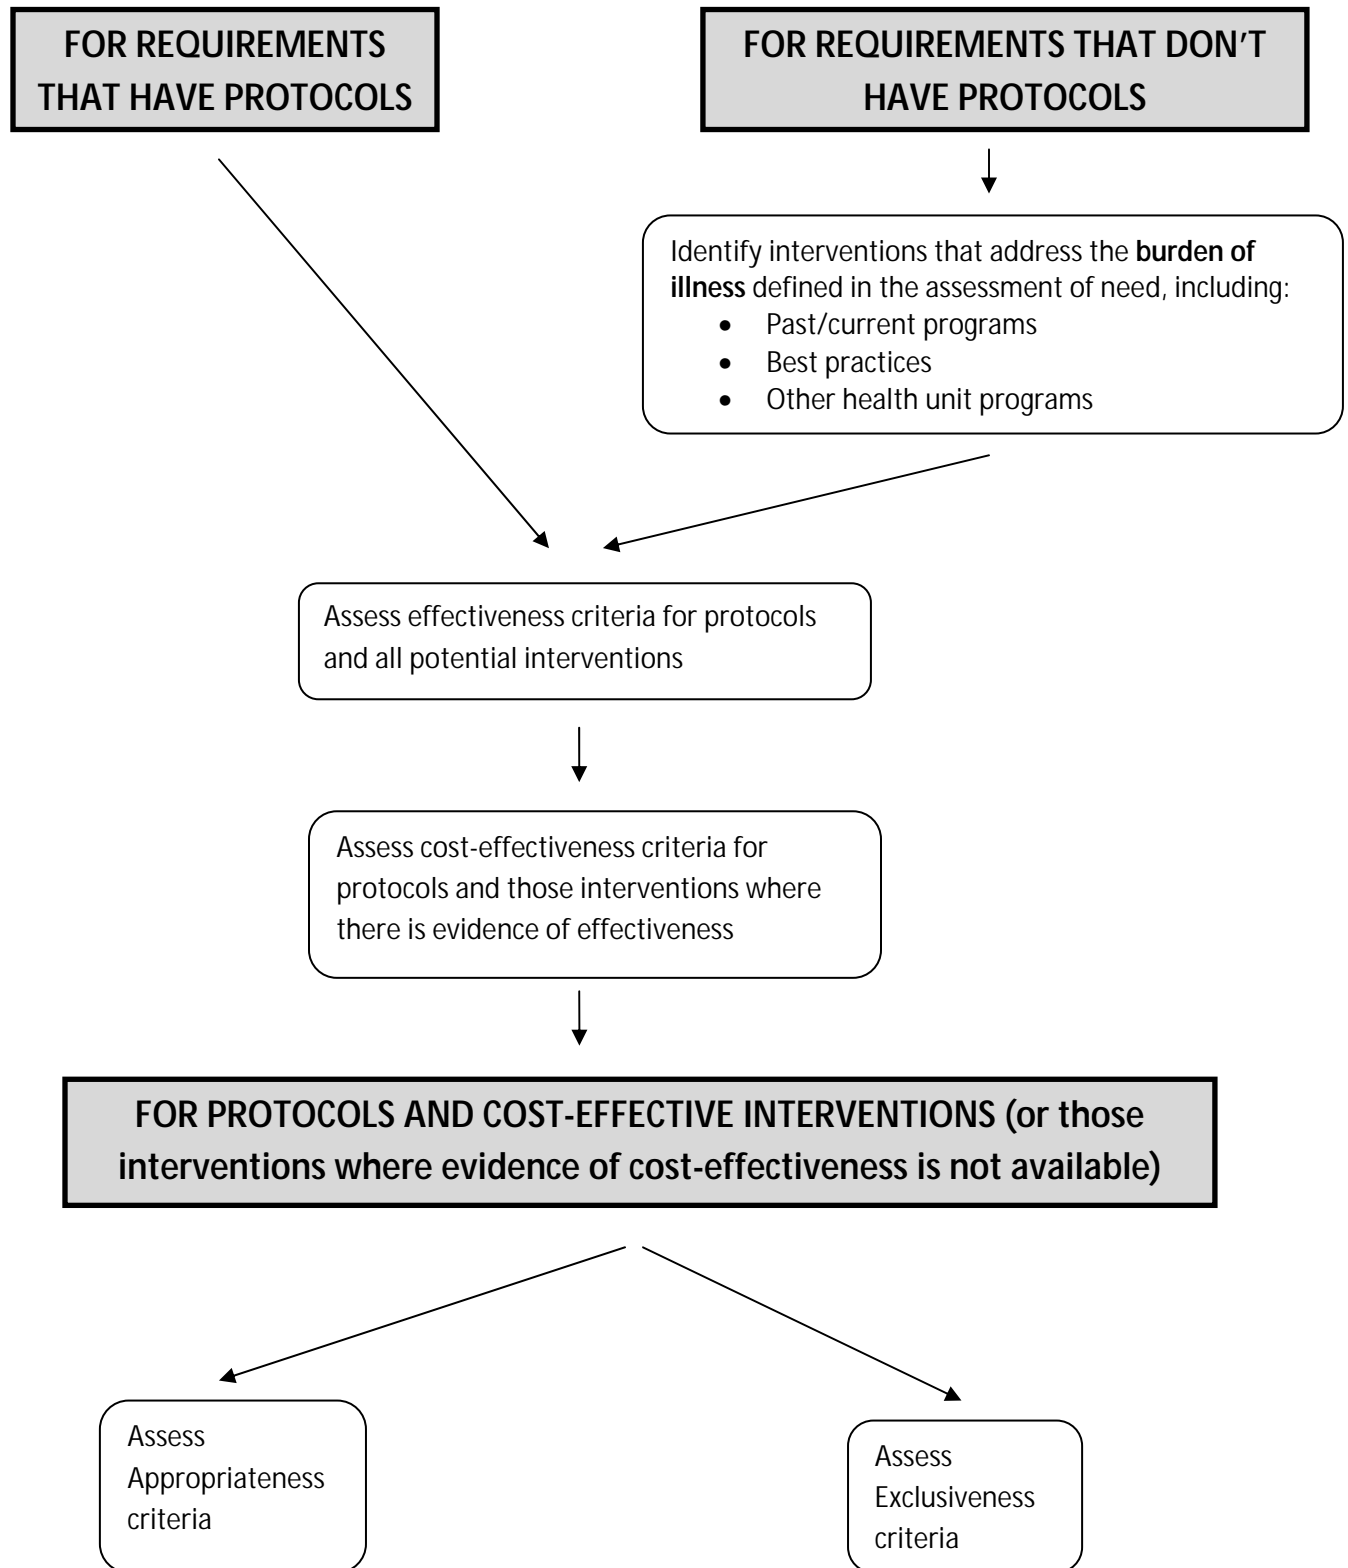 FOR REQUIREMENTS
THAT HAVE PROTOCOLS
FOR REQUIREMENTS THAT DON'T
HAVE PROTOCOLS
Identify interventions that address the burden of
illness defined in the assessment of need, including:
• Past/current programs
• Best practices
• Other health unit programs
Assess effectiveness criteria for protocols
and all potential interventions
Assess cost-effectiveness criteria for
protocols and those interventions where
there is evidence of effectiveness
FOR PROTOCOLS AND COST-EFFECTIVE INTERVENTIONS (or those
interventions where evidence of cost-effectiveness is not available)
Assess
Appropriateness
criteria
Assess
Exclusiveness
criteria